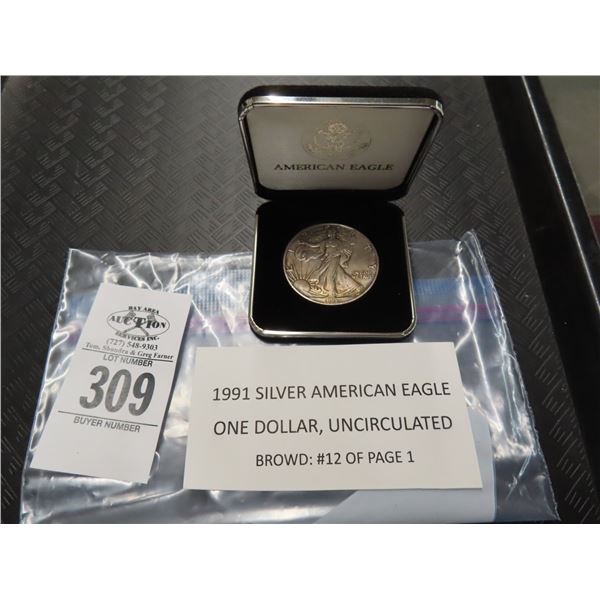 AMERICAN EAGLE
BAY AREA
AUCTION
SERVICES INC.
(727) 548-9303
Tom, Shundra & Greg Farner
LOT NUMBER
309
BUYER NUMBER
1991 SILVER AMERICAN EAGLE
ONE DOLLAR, UNCIRCULATED
BROWD: #12 OF PAGE 1